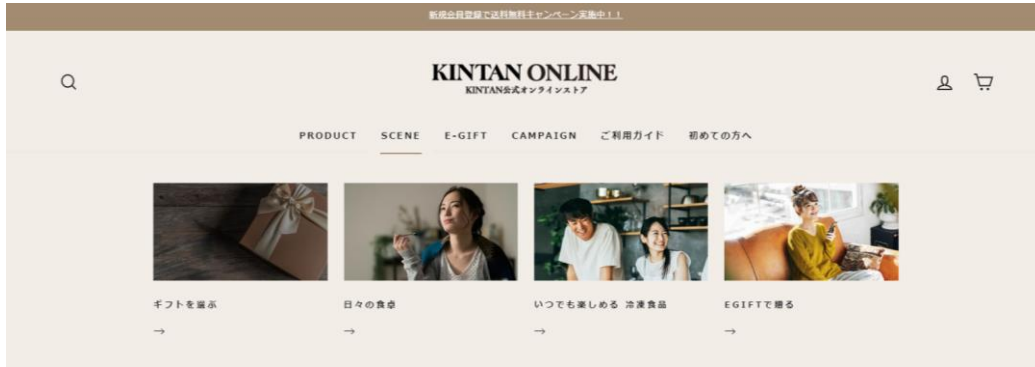 新規会員登録で送料無料キャンペーン実施中！！
KINTAN ONLINE
KINTAN公式オンラインストア
PRODUCT SCENE E-GIFT CAMPAIGN ご利用ガイド 初めての方へ
ギフトを選ぶ 日々の食卓 いつでも楽しめる 冷凍食品 EGIFTで贈る
→ → → →